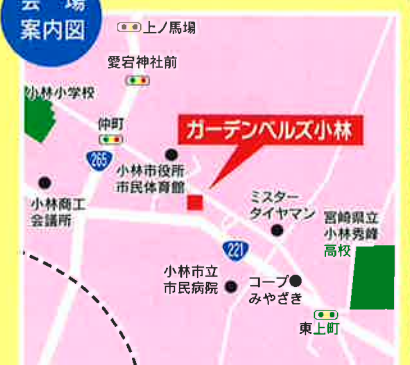 会場
案内図
上ノ馬場
愛宕神社前
小林小学校
仲町
ガーデンベルズ小林
265
小林市役所
市民体育館
小林商工
会議所
ミスター
タイヤマン
宮崎県立
小林秀峰
高校
221
小林市立
市民病院
コープ
みやざき
東上町